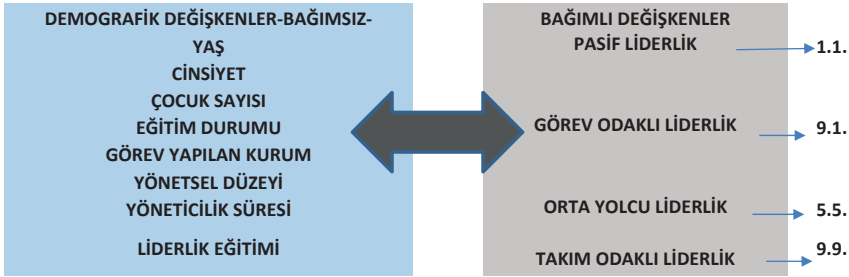 DEMOGRAFİK DEĞİŞKENLER-BAĞIMSIZ-
YAŞ
CİNSİYET
ÇOCUK SAYISI
EĞİTİM DURUMU
GÖREV YAPILAN KURUM
YÖNETSEL DÜZEYİ
YÖNETİCİLİK SÜRESİ
LİDERLİK EĞİTİMİ
BAĞIMLI DEĞİŞKENLER
PASİF LİDERLİK 1.1.
GÖREV ODAKLI LİDERLİK 9.1.
ORTA YOLCU LİDERLİK 5.5.
TAKIM ODAKLI LİDERLİK 9.9.